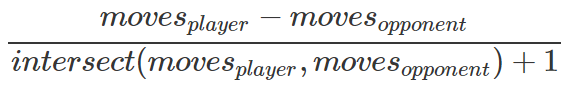 moves_player − moves_opponent
intersect(moves_player, moves_opponent) + 1